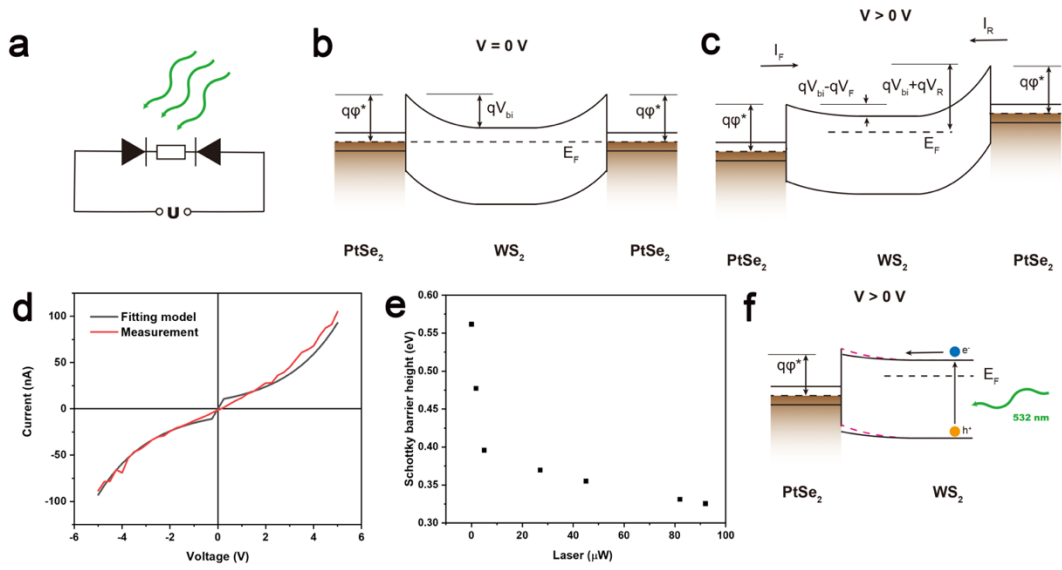 a
U
b
V = 0 V
qφ*
qV_bi
qφ*
E_F
PtSe₂
WS₂
PtSe₂
c
V > 0 V
I_F
I_R
qV_bi-qV_F
qV_bi+qV_R
qφ*
qφ*
E_F
PtSe₂
WS₂
PtSe₂
d
Fitting model
Measurement
100
50
0
-50
-100
-4
-2
0
2
4
6
Current (nA)
Voltage (V)
e
0.60
0.55
0.50
0.45
0.40
0.35
0.30
0
20
40
60
80
100
Schottky barrier height (eV)
Laser (μW)
f
V > 0 V
qφ*
e⁻
E_F
532 nm
h⁺
PtSe₂
WS₂